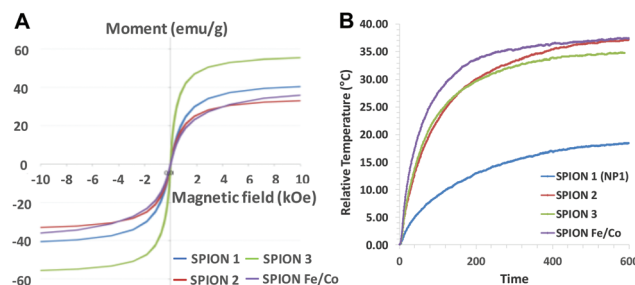 A
Moment (emu/g)
60
40
20
0
-10 -8 -6 -4 -2 0 2 4 6 8 10
-20
Magnetic field (kOe)
-40
-60
SPION 1 SPION 3
SPION 2 SPION Fe/Co
B
Relative Temperature (°C)
40.00
35.00
30.00
25.00
20.00
15.00
10.00
5.00
0.00
0 200 400 600
Time
SPION 1 (NP1)
SPION 2
SPION 3
SPION Fe/Co